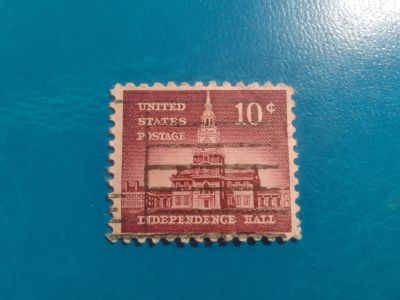 UNITED
STATES
POSTAGE
10¢
INDEPENDENCE HALL